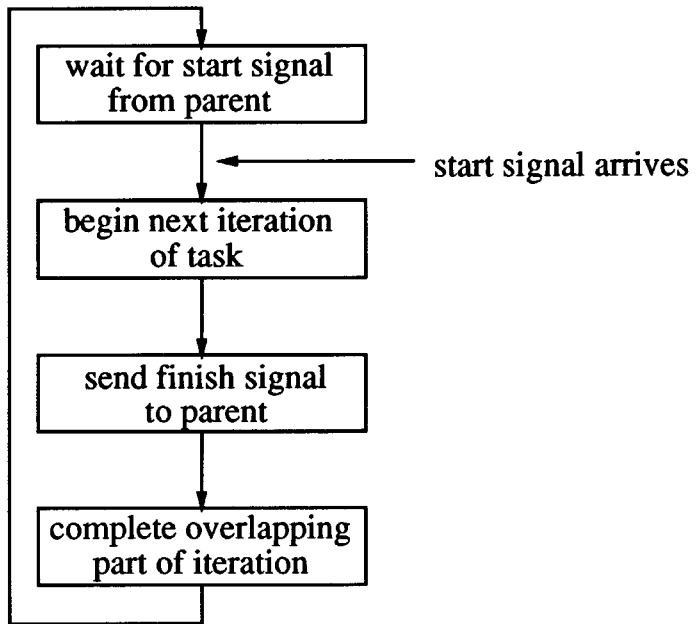 wait for start signal
from parent
start signal arrives
begin next iteration
of task
send finish signal
to parent
complete overlapping
part of iteration